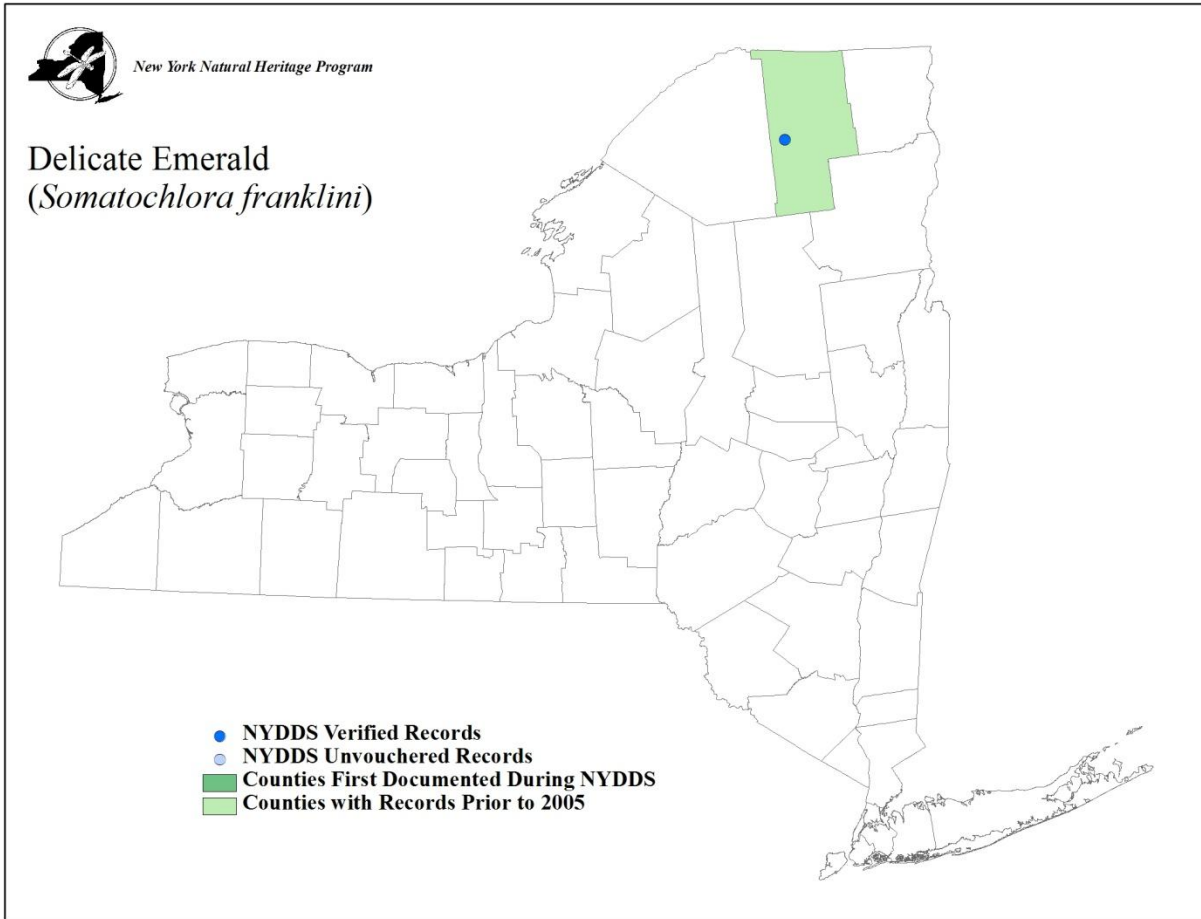 New York Natural Heritage Program
Delicate Emerald
(Somatochlora franklini)
NYDDS Verified Records
NYDDS Unvouchered Records
Counties First Documented During NYDDS
Counties with Records Prior to 2005